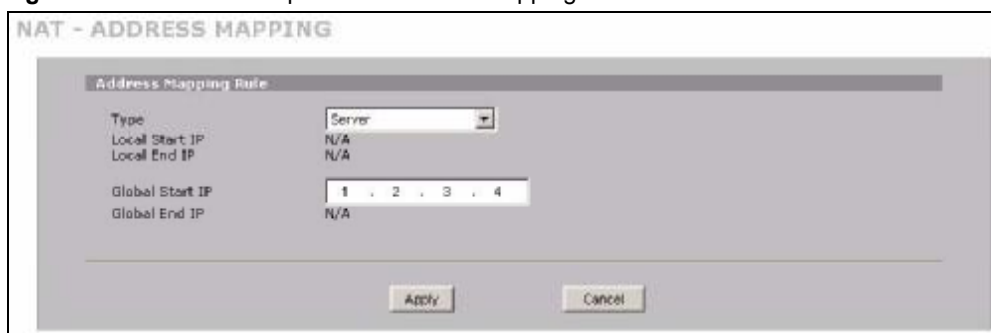 NAT - ADDRESS MAPPING
Address Mapping Rule
Type Server
Local Start IP N/A
Local End IP N/A
Global Start IP 1 . 2 . 3 . 4
Global End IP N/A
Apply Cancel